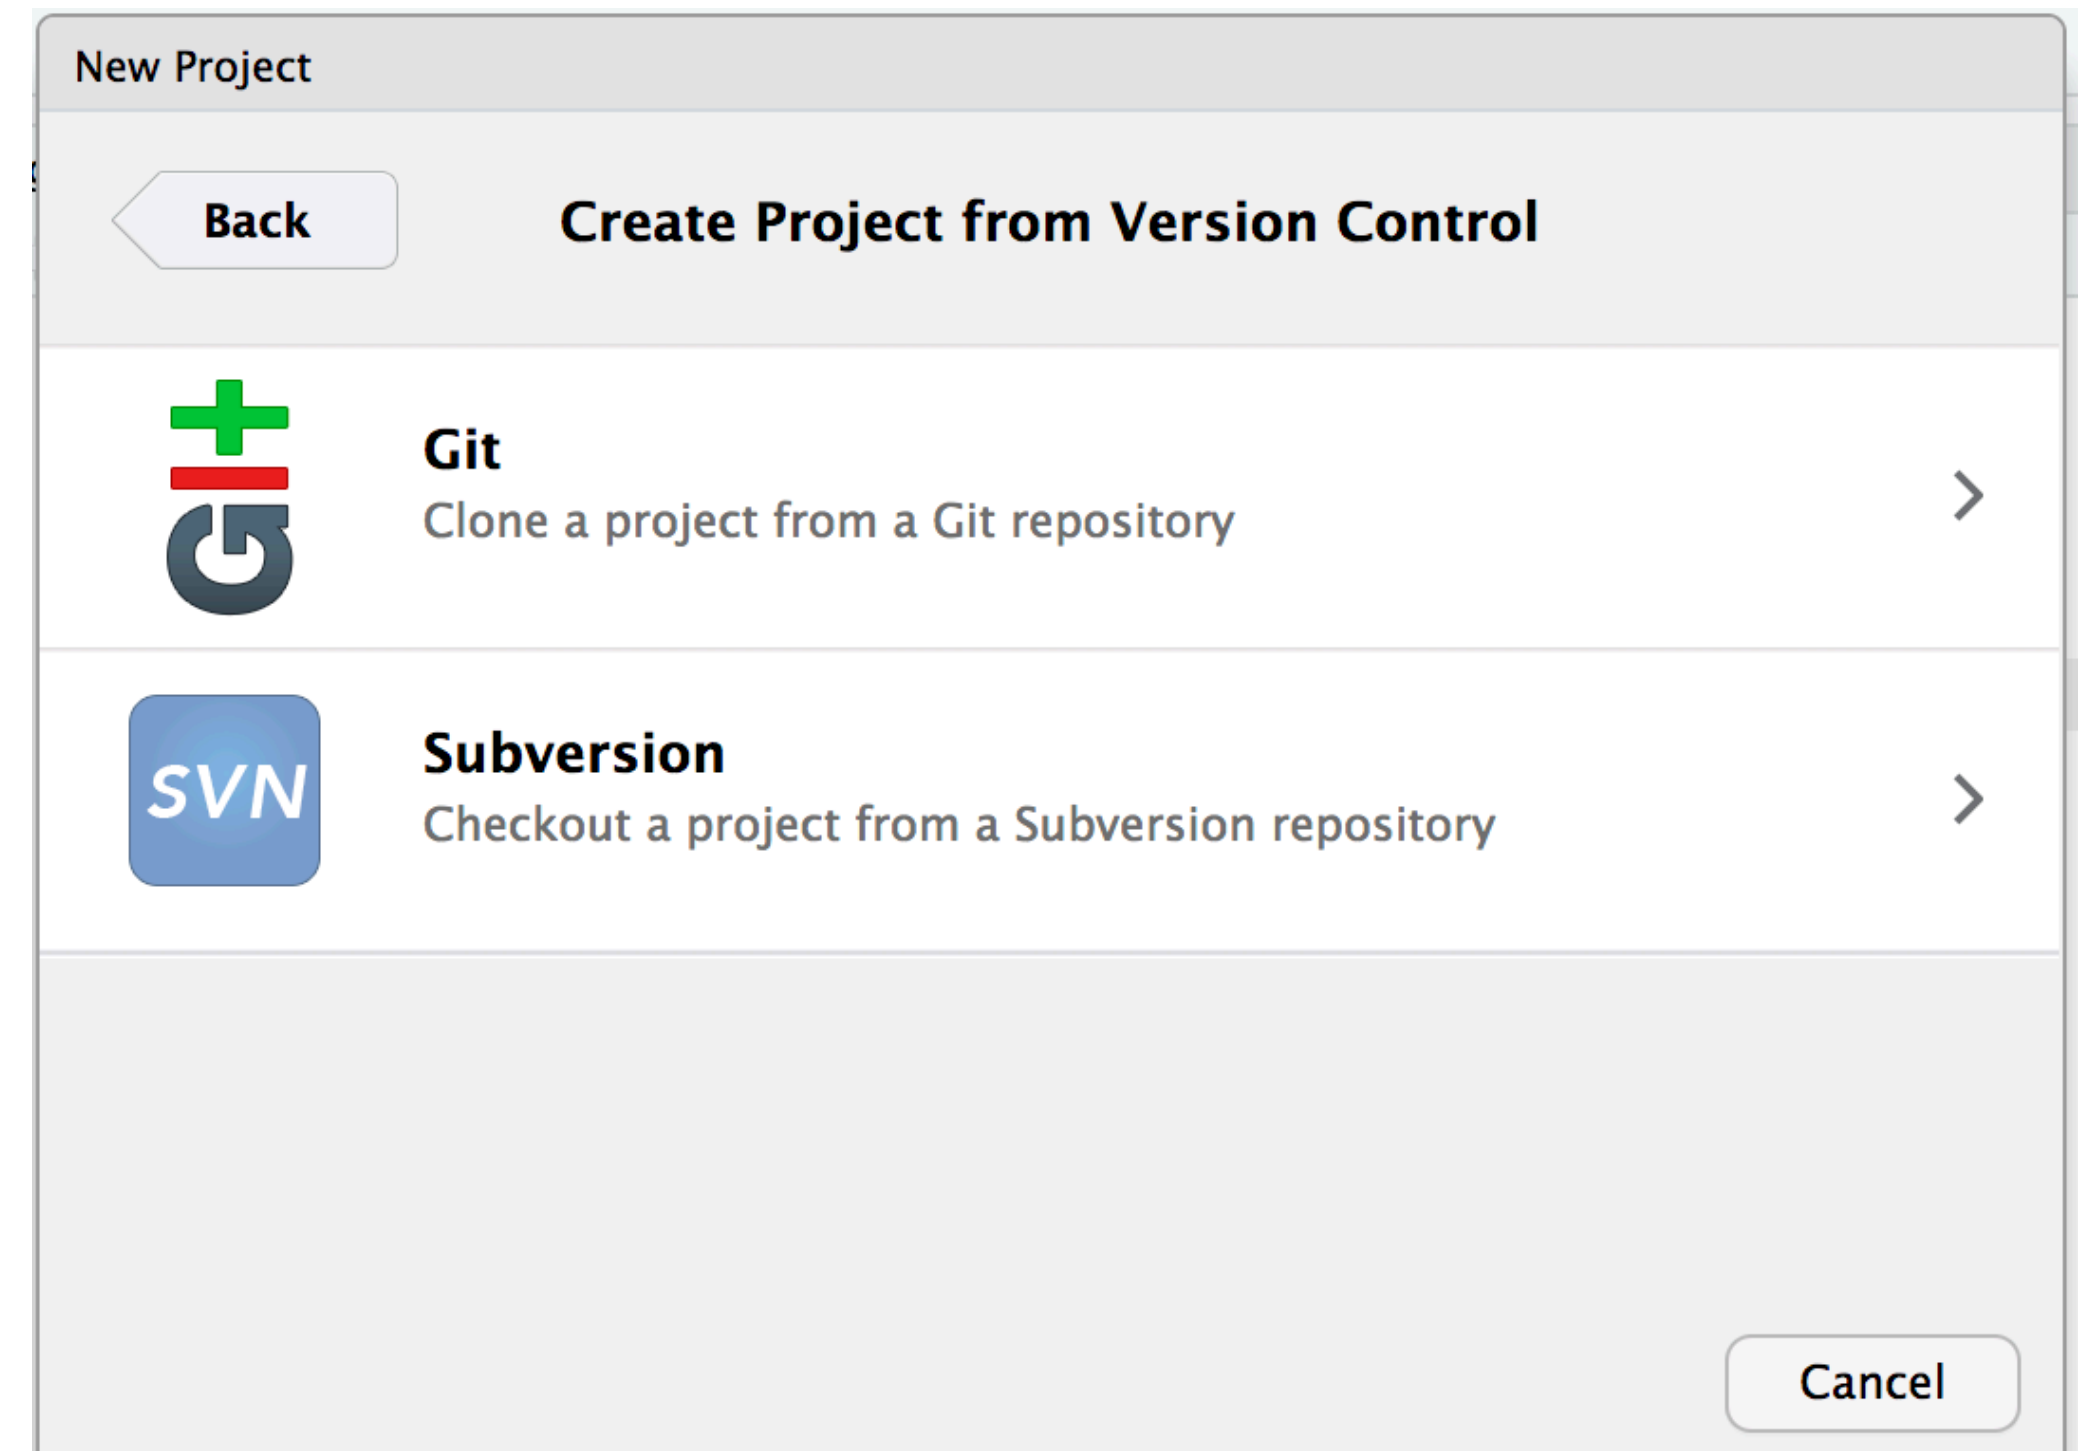 New Project
Back
Create Project from Version Control
Git
Git
Clone a project from a Git repository
SVN
Subversion
Checkout a project from a Subversion repository
Cancel